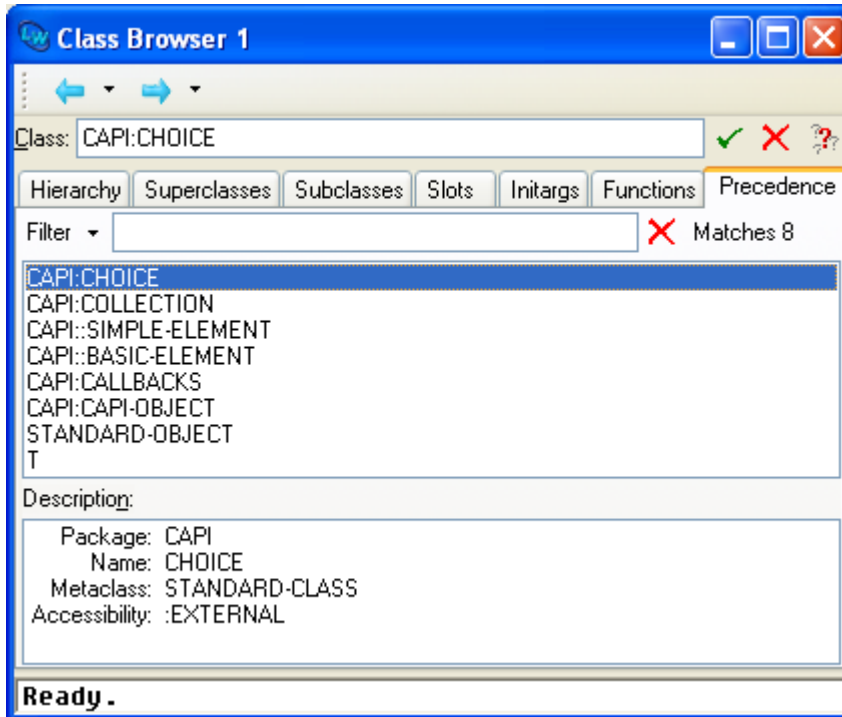 Class Browser 1
Class: CAPI:CHOICE
Hierarchy Superclasses Subclasses Slots Initargs Functions Precedence
Filter Matches 8
CAPI:CHOICE
CAPI:COLLECTION
CAPI::SIMPLE-ELEMENT
CAPI::BASIC-ELEMENT
CAPI:CALLBACKS
CAPI:CAPI-OBJECT
STANDARD-OBJECT
T
Description:
Package: CAPI
Name: CHOICE
Metaclass: STANDARD-CLASS
Accessibility: :EXTERNAL
Ready.